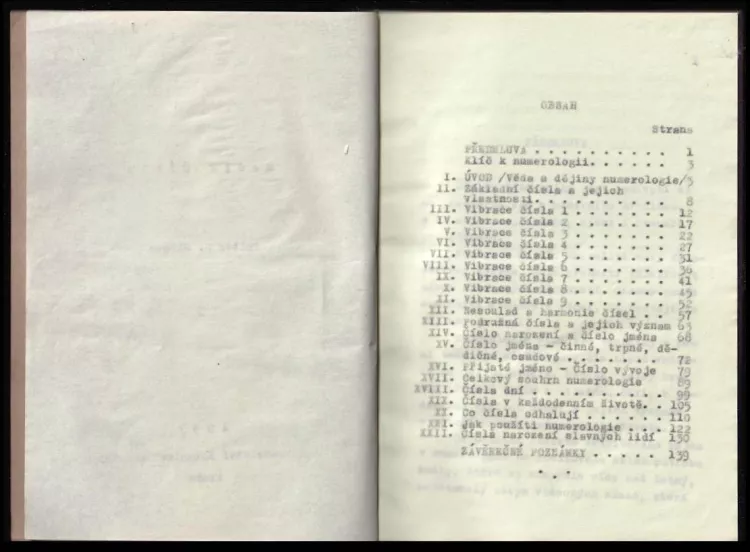 OBSAH
Strana
PŘEDMLUVA . . . . . . . . . . . 1
Klíč k numerologii. . . . . . 3
I. ÚVOD /Věda a dějiny numerologie/5
II. Základní čísla a jejich
vlastnosti. . . . . . . . . . . 8
III. Vibrace čísla 1 . . . . . . . . 12
IV. Vibrace čísla 2 . . . . . . . . 17
V. Vibrace čísla 3 . . . . . . . . 22
VI. Vibrace čísla 4 . . . . . . . . 27
VII. Vibrace čísla 5 . . . . . . . . 31
VIII. Vibrace čísla 6 . . . . . . . . 36
IX. Vibrace čísla 7 . . . . . . . . 41
X. Vibrace čísla 8 . . . . . . . . 45
XI. Vibrace čísla 9 . . . . . . . . 52
XII. Nesoulad a harmonie čísel . . 57
XIII. Podružná čísla a jejich význam 63
XIV. Číslo narození a číslo jména 68
XV. Číslo jména - činné, trpné, dě-
dičné, osudové . . . . . . . 72
XVI. Přijaté jméno - číslo vývoje 79
XVII. Celkový souhrn numerologie 89
XVIII. Čísla dní . . . . . . . . . . 99
XIX. Čísla v každodenním životě. . 105
XX. Co čísla odhalují . . . . . 110
XXI. Jak použíti numerologie . . . 122
XXII. Čísla narození slavných lidí 130
ZÁVĚREČNÉ POZNÁMKY . . . . . 139
. . .